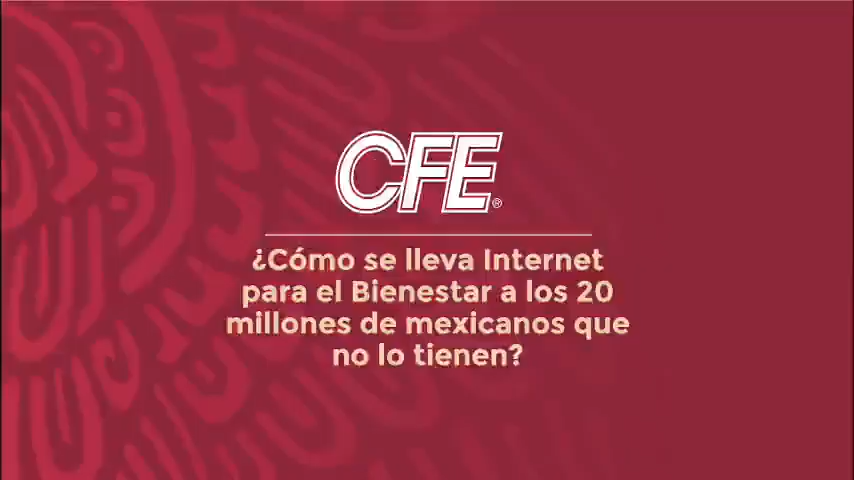 CFE®
¿Cómo se lleva Internet
para el Bienestar a los 20
millones de mexicanos que
no lo tienen?